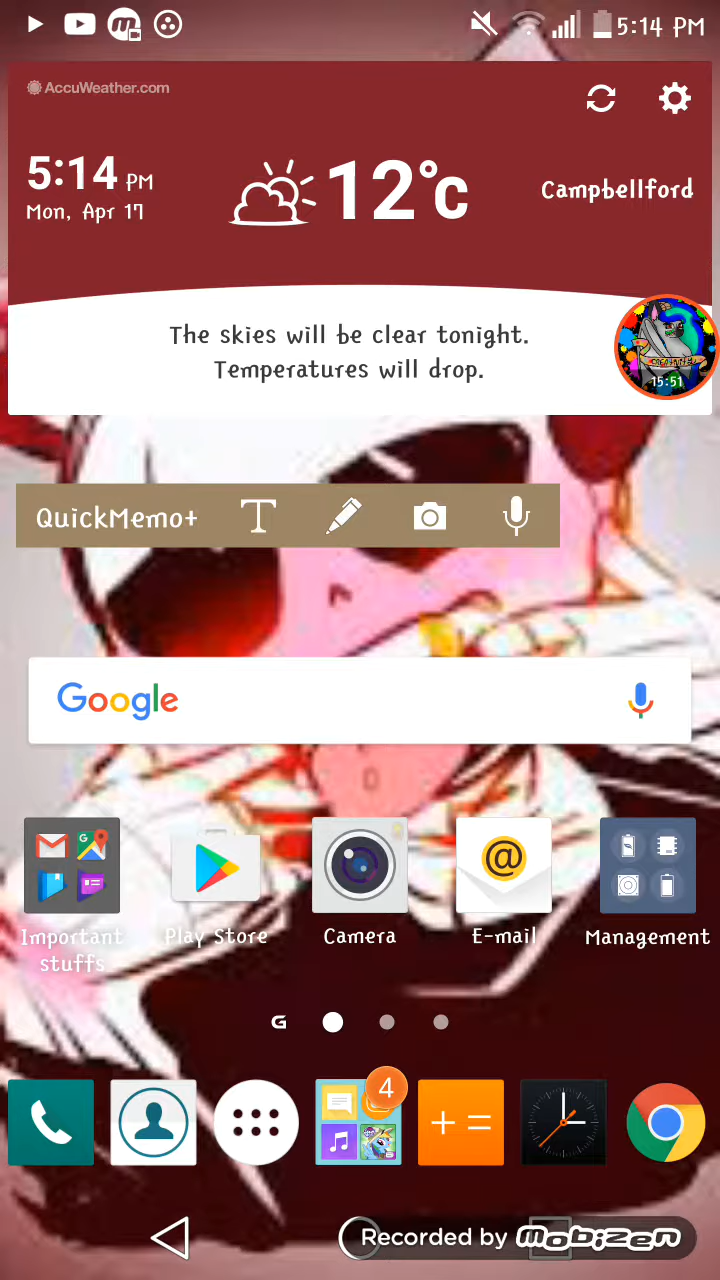 5:14 PM
AccuWeather.com
5:14 PM
Mon, Apr 17
12°c
Campbellford
The skies will be clear tonight.
Temperatures will drop.
15:51
QuickMemo+
Google
Important
stuffs
Play Store
Camera
E-mail
Management
G
4
Recorded by mobizen